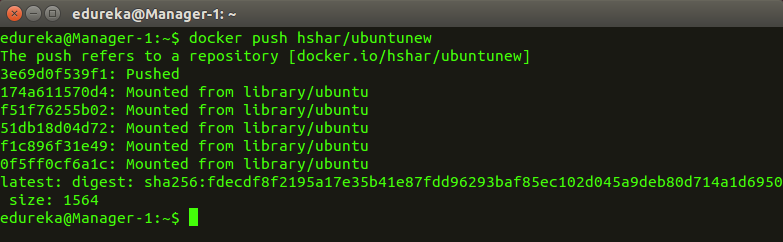 edureka@Manager-1: ~
edureka@Manager-1:~$ docker push hshar/ubuntunew
The push refers to a repository [docker.io/hshar/ubuntunew]
3e69d0f539f1: Pushed
174a611570d4: Mounted from library/ubuntu
f51f76255b02: Mounted from library/ubuntu
51db18d04d72: Mounted from library/ubuntu
f1c896f31e49: Mounted from library/ubuntu
0f5ff0cf6a1c: Mounted from library/ubuntu
latest: digest: sha256:fdecdf8f2195a17e35b41e87fdd96293baf85ec102d045a9deb80d714a1d6950
 size: 1564
edureka@Manager-1:~$